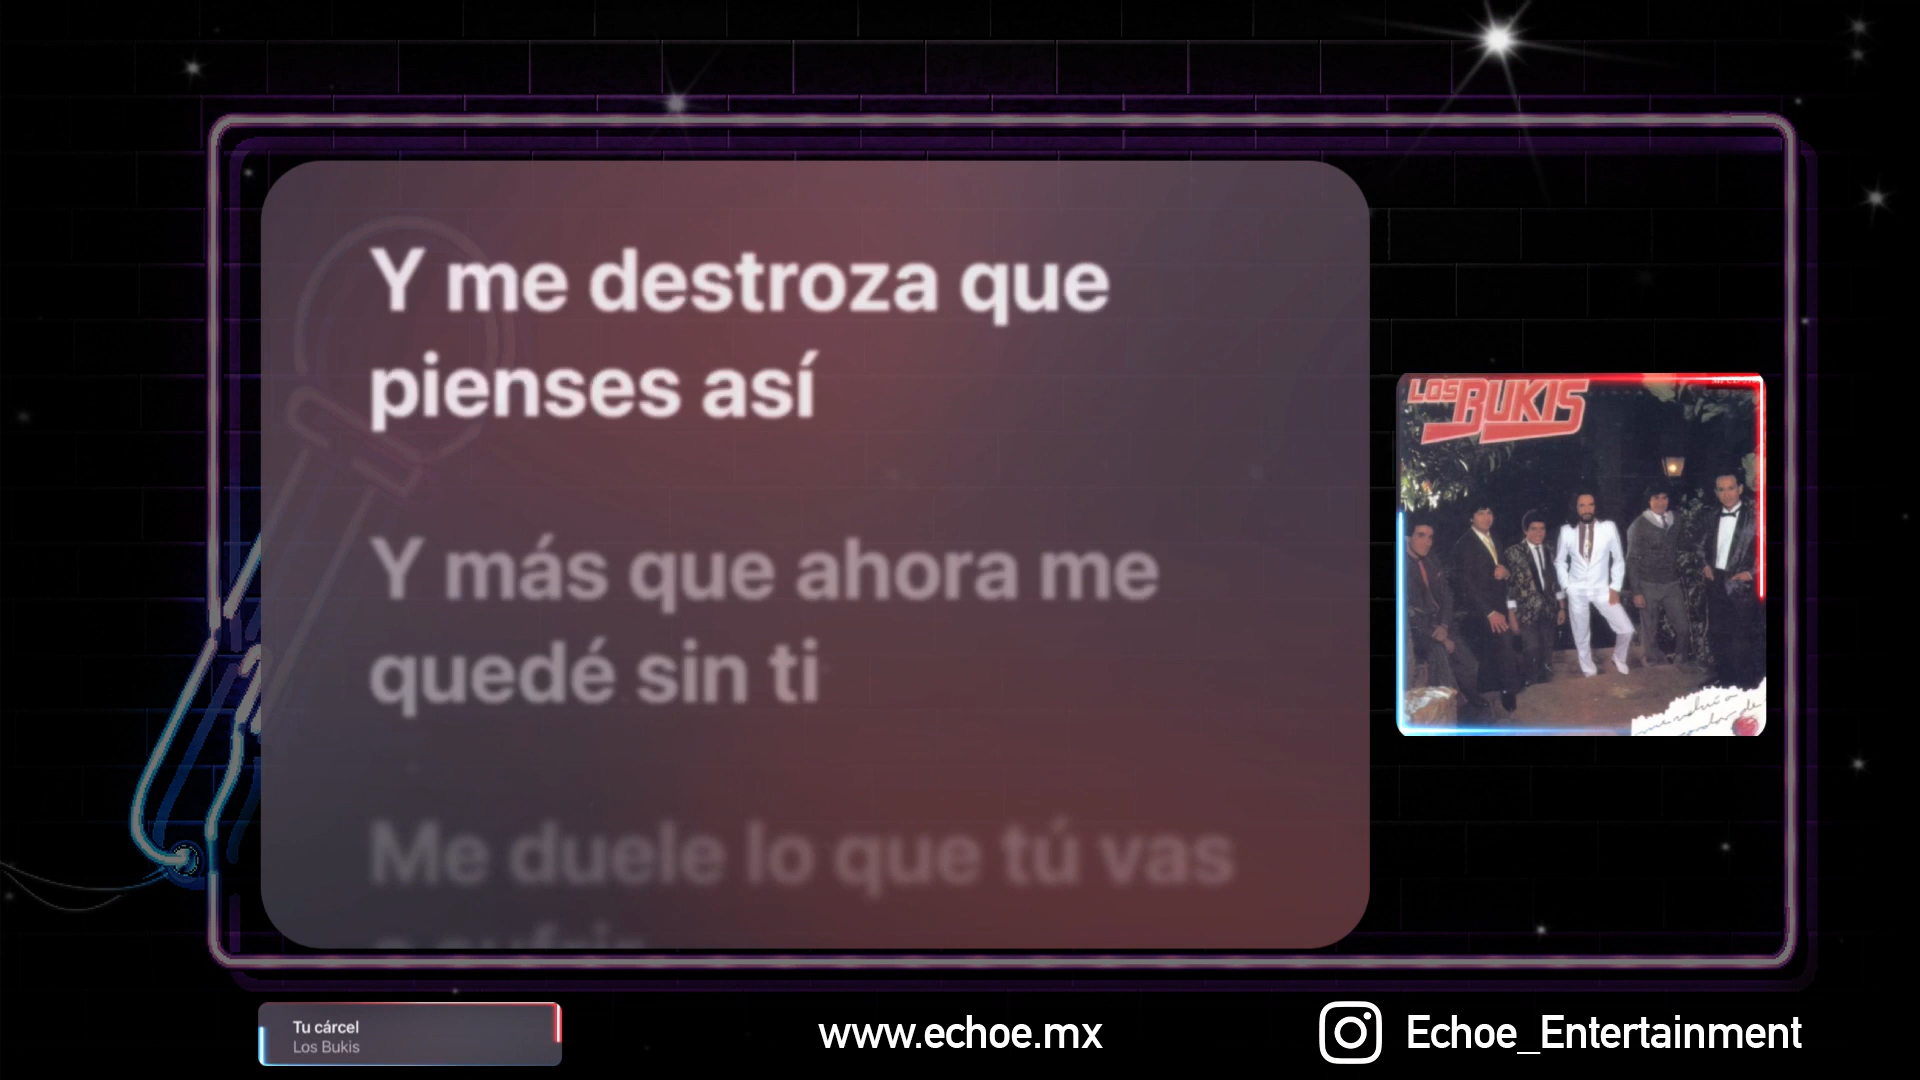 Y me destroza que
pienses así
Y más que ahora me
quedé sin ti
Me duele lo que tú vas
a sufrir
LOS BUKIS
Tu cárcel
Los Bukis
www.echoe.mx
Echoe_Entertainment